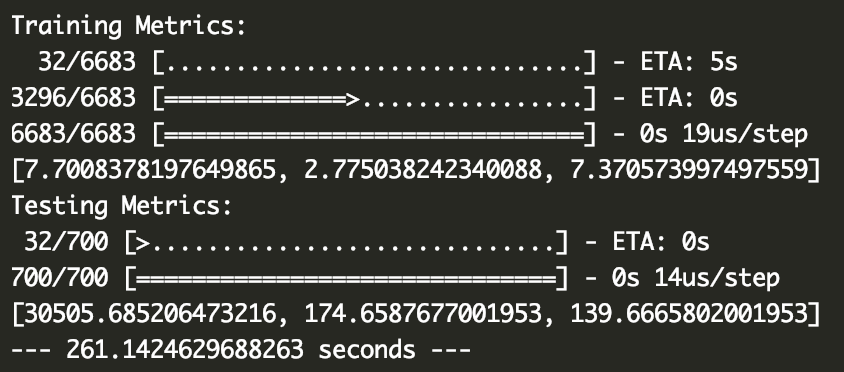 Training Metrics:
32/6683 [..............................] - ETA: 5s
3296/6683 [=============>................] - ETA: 0s
6683/6683 [==============================] - 0s 19us/step
[7.7008378197649865, 2.775038242340088, 7.370573997497559]
Testing Metrics:
32/700 [>.............................] - ETA: 0s
700/700 [==============================] - 0s 14us/step
[30505.685206473216, 174.6587677001953, 139.6665802001953]
--- 261.1424629688263 seconds ---